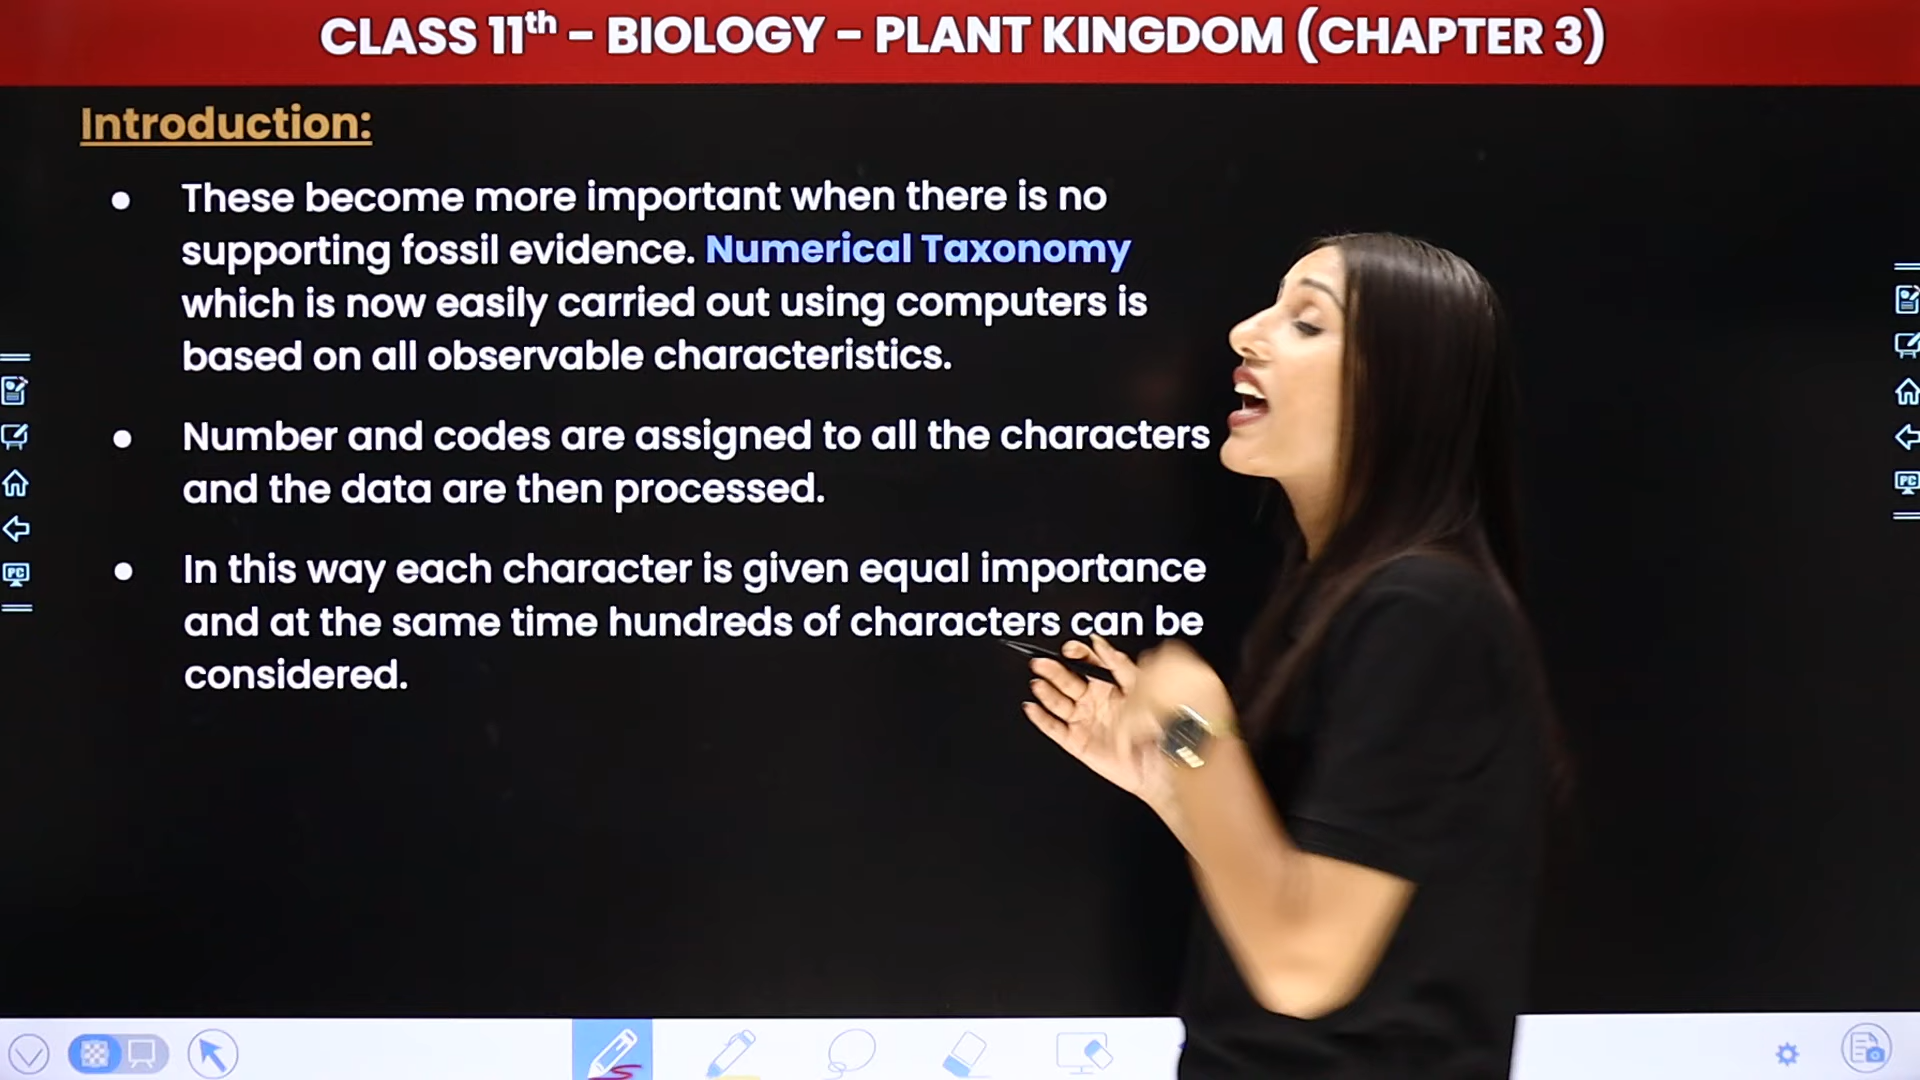 CLASS 11th – BIOLOGY – PLANT KINGDOM (CHAPTER 3)
Introduction:
● These become more important when there is no
supporting fossil evidence. Numerical Taxonomy
which is now easily carried out using computers is
based on all observable characteristics.
● Number and codes are assigned to all the characters
and the data are then processed.
● In this way each character is given equal importance
and at the same time hundreds of characters can be
considered.
PC
PC